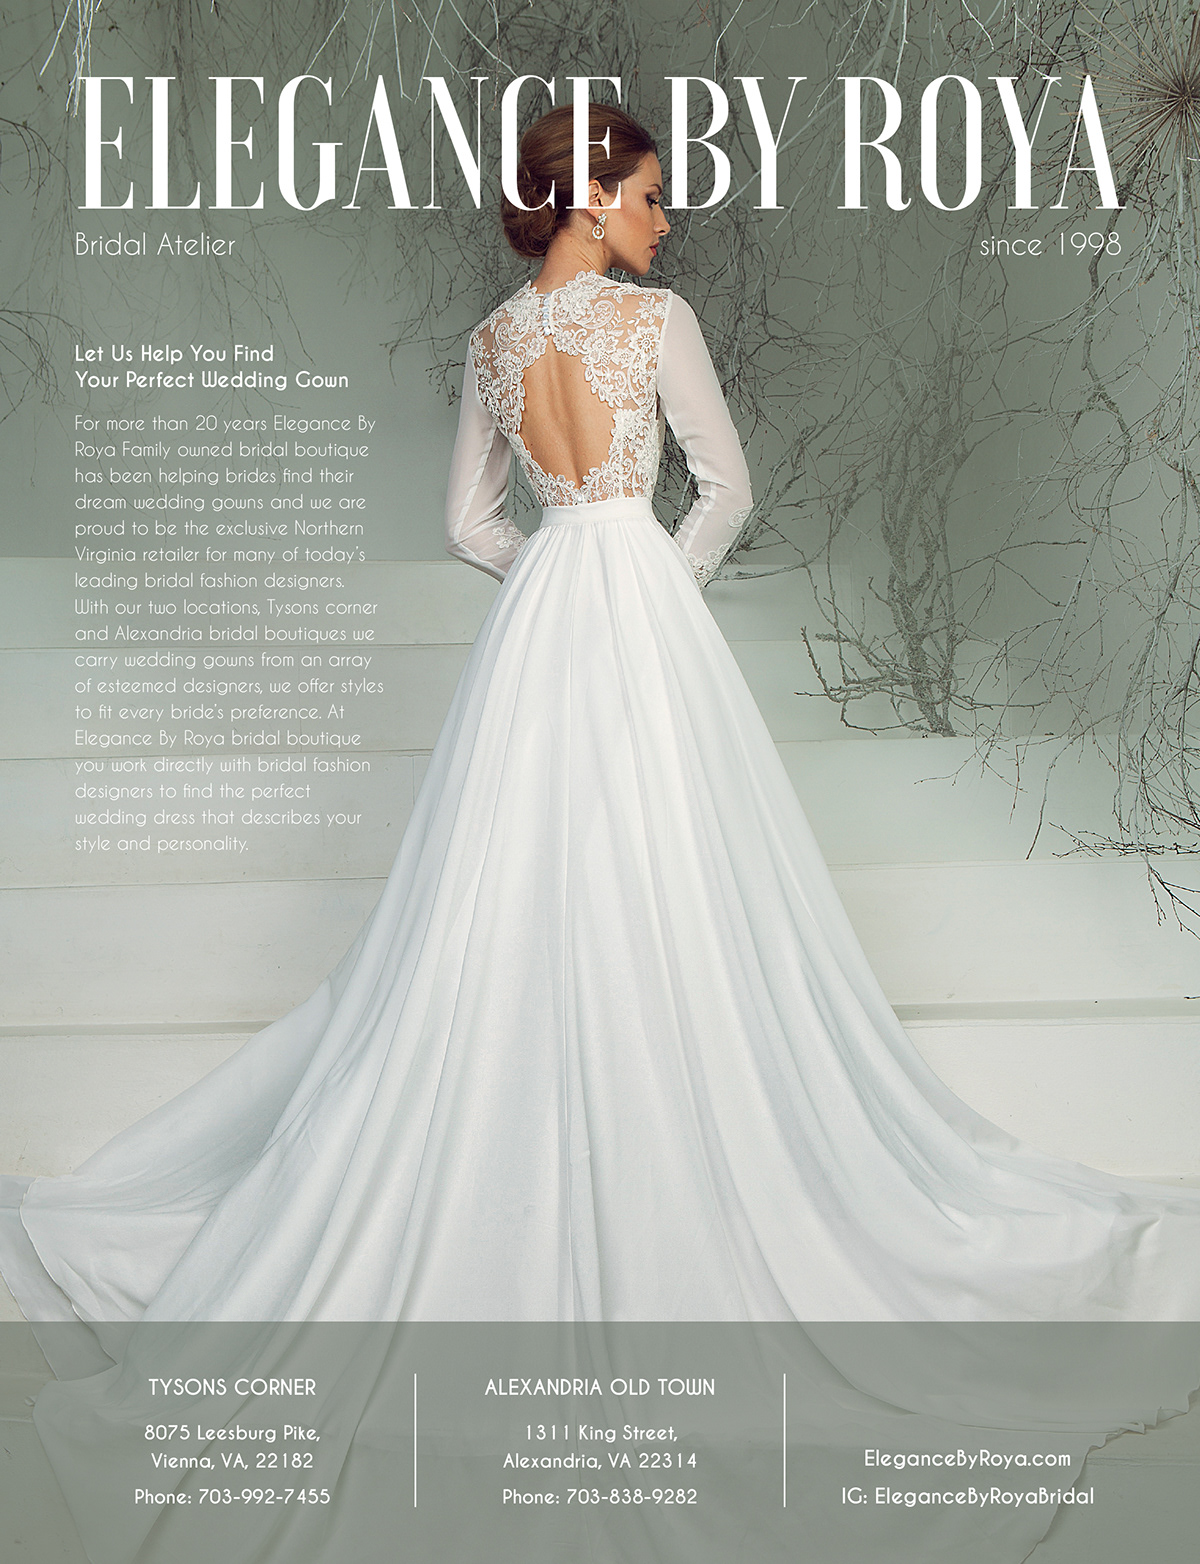 ELEGANCE BY ROYA
Bridal Atelier
since 1998
Let Us Help You Find
Your Perfect Wedding Gown
For more than 20 years Elegance By
Roya Family owned bridal boutique
has been helping brides find their
dream wedding gowns and we are
proud to be the exclusive Northern
Virginia retailer for many of today's
leading bridal fashion designers.
With our two locations, Tysons corner
and Alexandria bridal boutiques we
carry wedding gowns from an array
of esteemed designers, we offer styles
to fit every bride's preference. At
Elegance By Roya bridal boutique
you work directly with bridal fashion
designers to find the perfect
wedding dress that describes your
style and personality.
TYSONS CORNER
8075 Leesburg Pike,
Vienna, VA, 22182
Phone: 703-992-7455
ALEXANDRIA OLD TOWN
1311 King Street,
Alexandria, VA 22314
Phone: 703-838-9282
EleganceByRoya.com
IG: EleganceByRoyaBridal